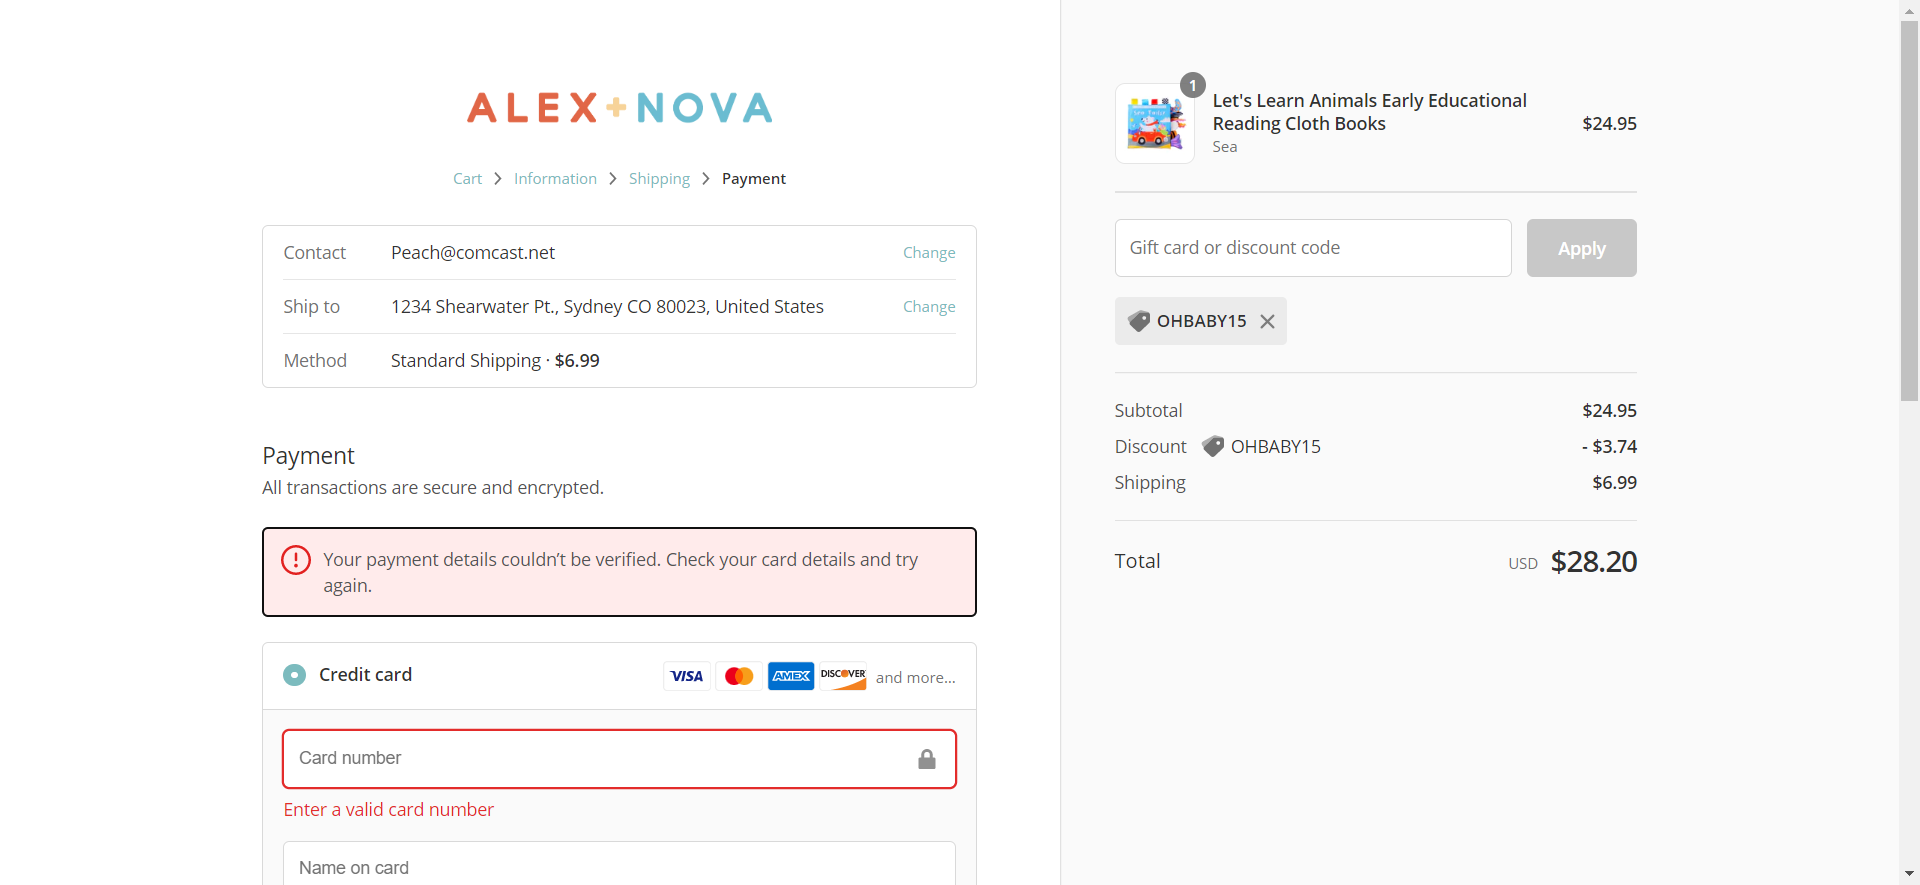 ALEX+NOVA
Cart > Information > Shipping > Payment
Contact Peach@comcast.net Change
Ship to 1234 Shearwater Pt., Sydney CO 80023, United States Change
Method Standard Shipping · $6.99
Payment
All transactions are secure and encrypted.
Your payment details couldn’t be verified. Check your card details and try
again.
Credit card VISA AMEX DISCOVER and more...
Card number
Enter a valid card number
Name on card
1
Let's Learn Animals Early Educational
Reading Cloth Books
Sea
$24.95
Gift card or discount code Apply
OHBABY15
Subtotal $24.95
Discount OHBABY15 - $3.74
Shipping $6.99
Total USD $28.20